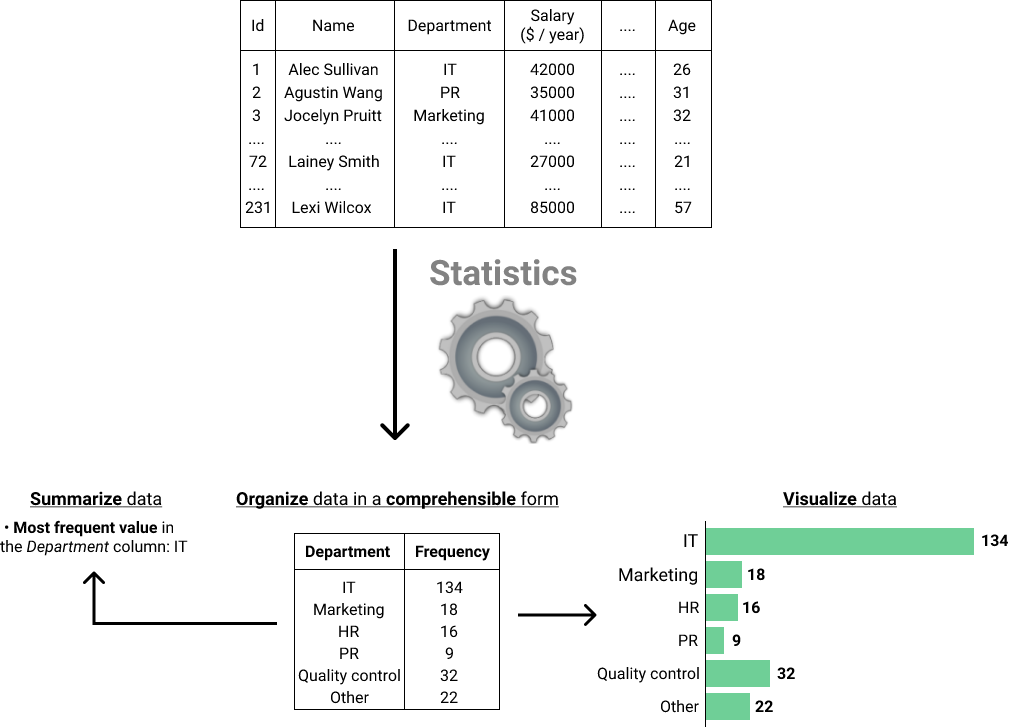 Id Name Department Salary ($ / year) .... Age
1 Alec Sullivan IT 42000 .... 26
2 Agustin Wang PR 35000 .... 31
3 Jocelyn Pruitt Marketing 41000 .... 32
.... .... .... .... .... ....
72 Lainey Smith IT 27000 .... 21
.... .... .... .... .... ....
231 Lexi Wilcox IT 85000 .... 57
Statistics
Summarize data
• Most frequent value in
the Department column: IT
Organize data in a comprehensible form
Department Frequency
IT 134
Marketing 18
HR 16
PR 9
Quality control 32
Other 22
Visualize data
IT 134
Marketing 18
HR 16
PR 9
Quality control 32
Other 22